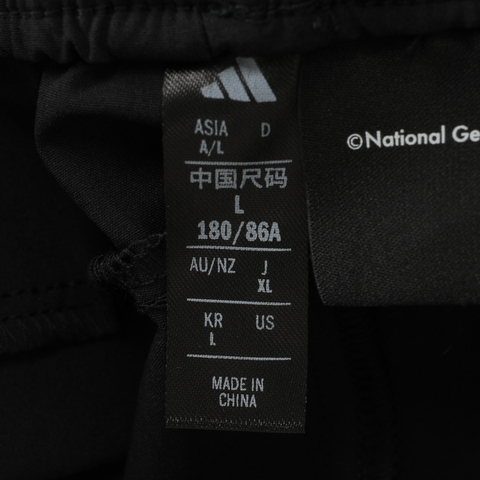 ASIA D
A/L
中国尺码
L
180/86A
AU/NZ J
XL
KR US
L
MADE IN
CHINA
©National Ge